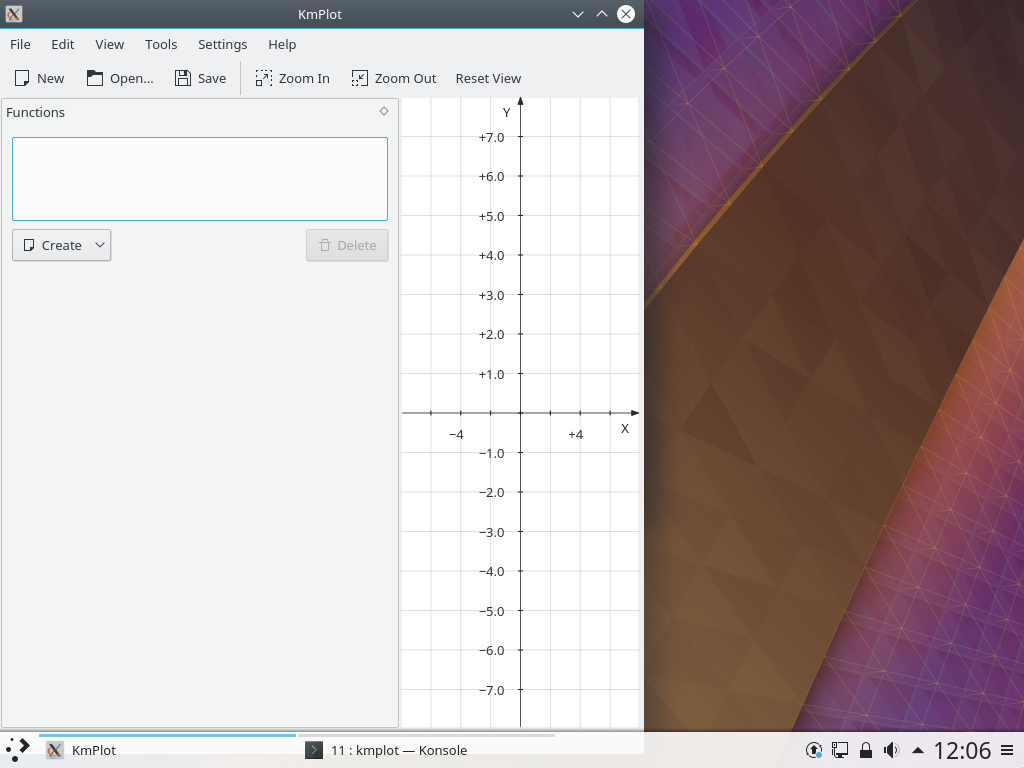 KmPlot
File Edit View Tools Settings Help
New Open... Save Zoom In Zoom Out Reset View
Functions
Create Delete
Y
+7.0
+6.0
+5.0
+4.0
+3.0
+2.0
+1.0
−4 +4 X
−1.0
−2.0
−3.0
−4.0
−5.0
−6.0
−7.0
KmPlot 11 : kmplot — Konsole 12:06